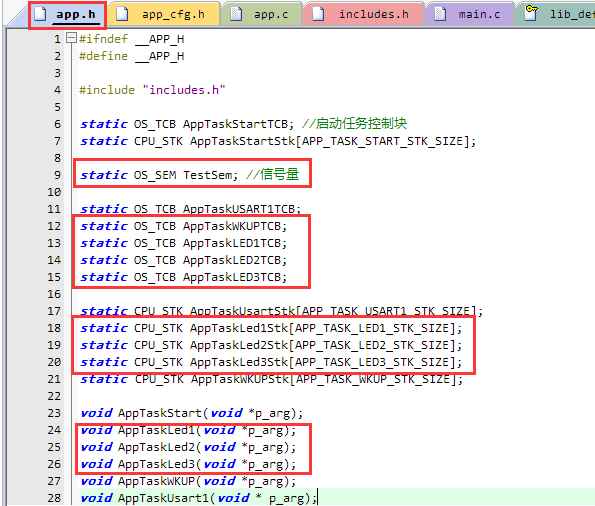 app.h app_cfg.h app.c includes.h main.c lib_de
1 #ifndef __APP_H
2 #define __APP_H
3
4 #include "includes.h"
5
6 static OS_TCB AppTaskStartTCB; //启动任务控制块
7 static CPU_STK AppTaskStartStk[APP_TASK_START_STK_SIZE];
8
9 static OS_SEM TestSem; //信号量
10
11 static OS_TCB AppTaskUSART1TCB;
12 static OS_TCB AppTaskWKUPTCB;
13 static OS_TCB AppTaskLED1TCB;
14 static OS_TCB AppTaskLED2TCB;
15 static OS_TCB AppTaskLED3TCB;
16
17 static CPU_STK AppTaskUsartStk[APP_TASK_USART1_STK_SIZE];
18 static CPU_STK AppTaskLed1Stk[APP_TASK_LED1_STK_SIZE];
19 static CPU_STK AppTaskLed2Stk[APP_TASK_LED2_STK_SIZE];
20 static CPU_STK AppTaskLed3Stk[APP_TASK_LED3_STK_SIZE];
21 static CPU_STK AppTaskWKUPStk[APP_TASK_WKUP_STK_SIZE];
22
23 void AppTaskStart(void *p_arg);
24 void AppTaskLed1(void *p_arg);
25 void AppTaskLed2(void *p_arg);
26 void AppTaskLed3(void *p_arg);
27 void AppTaskWKUP(void *p_arg);
28 void AppTaskUsart1(void * p_arg);